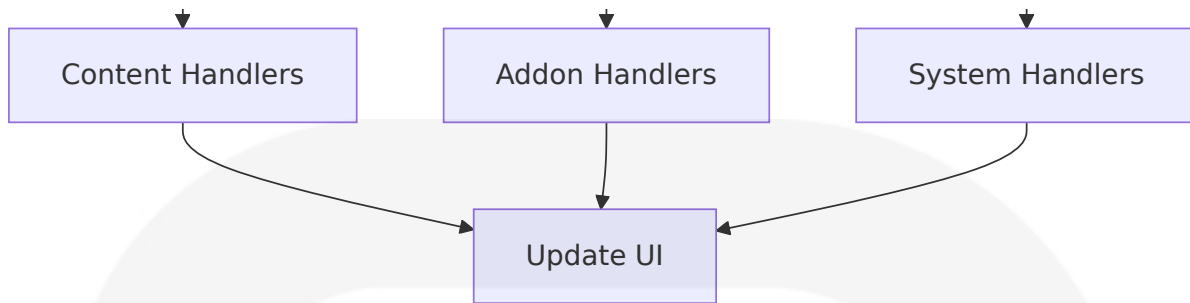 Content Handlers
Addon Handlers
System Handlers
Update UI